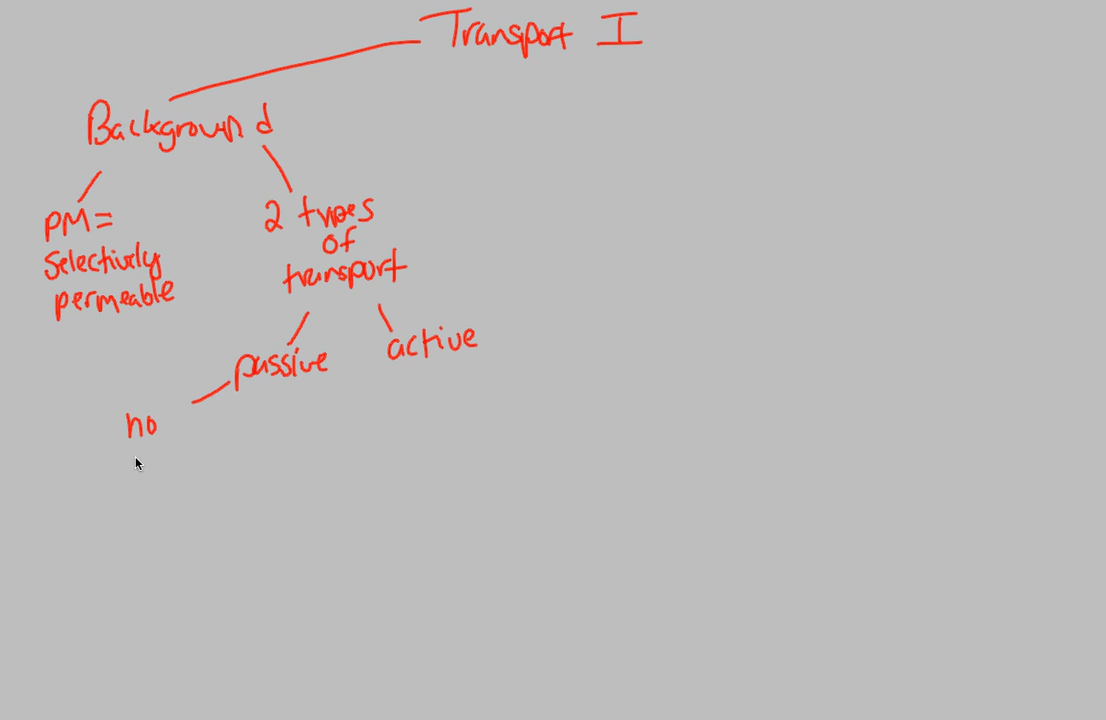 Transport I
Background
PM =
Selectively
permeable
2 types
of
transport
passive
active
no